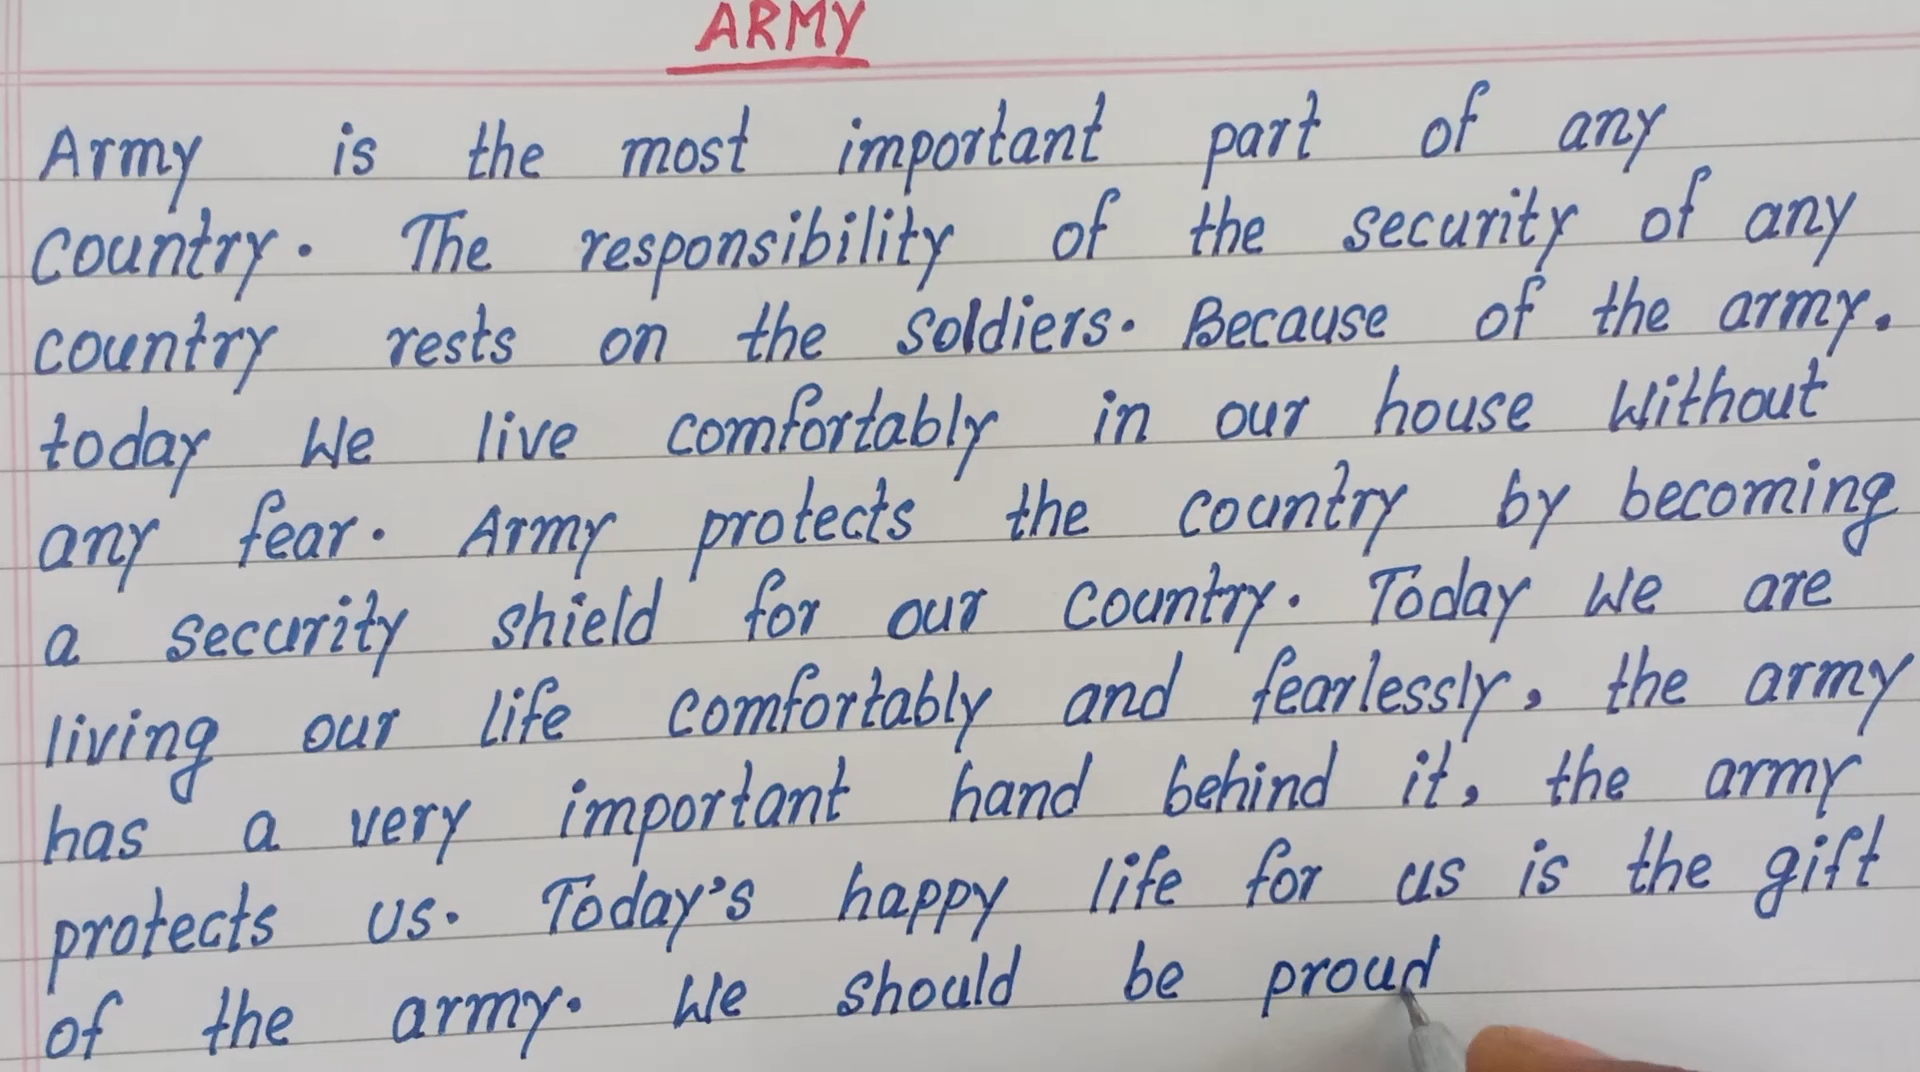 ARMY
Army is the most important part of any
country. The responsibility of the security of any
country rests on the soldiers. Because of the army.
today We live comfortably in our house Without
any fear. Army protects the country by becoming
a security shield for our country. Today We are
living our life comfortably and fearlessly, the army
has a very important hand behind it, the army
protects us. Today's happy life for us is the gift
of the army. We should be proud